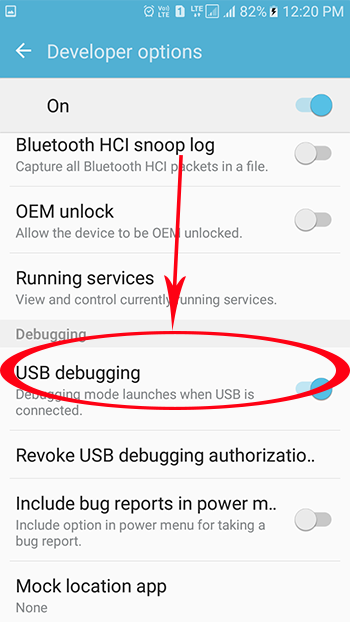 VoD LTE 1 LTE 82% 12:20 PM
Developer options
On
Bluetooth HCI snoop log
Capture all Bluetooth HCI packets in a file.
OEM unlock
Allow the device to be OEM unlocked.
Running services
View and control currently running services.
Debugging
USB debugging
Debugging mode launches when USB is
connected.
Revoke USB debugging authorizatio..
Include bug reports in power m..
Include option in power menu for taking a
bug report.
Mock location app
None